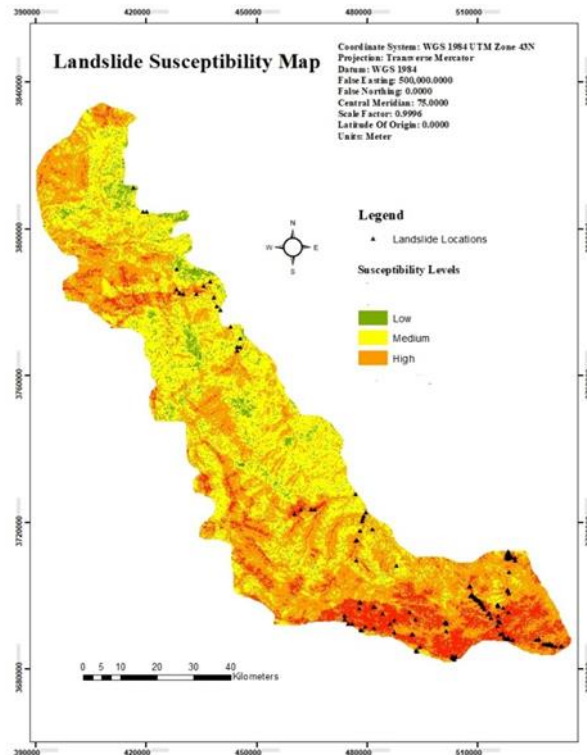 390000 420000 450000 480000 510000
Landslide Susceptibility Map
Coordinate System: WGS 1984 UTM Zone 43N
Projection: Transverse Mercator
Datum: WGS 1984
False Easting: 500,000.0000
False Northing: 0.0000
Central Meridian: 75.0000
Scale Factor: 0.9996
Latitude Of Origin: 0.0000
Units: Meter
3840000
3800000
3760000
3720000
3680000
N
W E
S
Legend
Landslide Locations
Susceptibility Levels
Low
Medium
High
0 5 10 20 30 40
Kilometers
390000 420000 450000 480000 510000